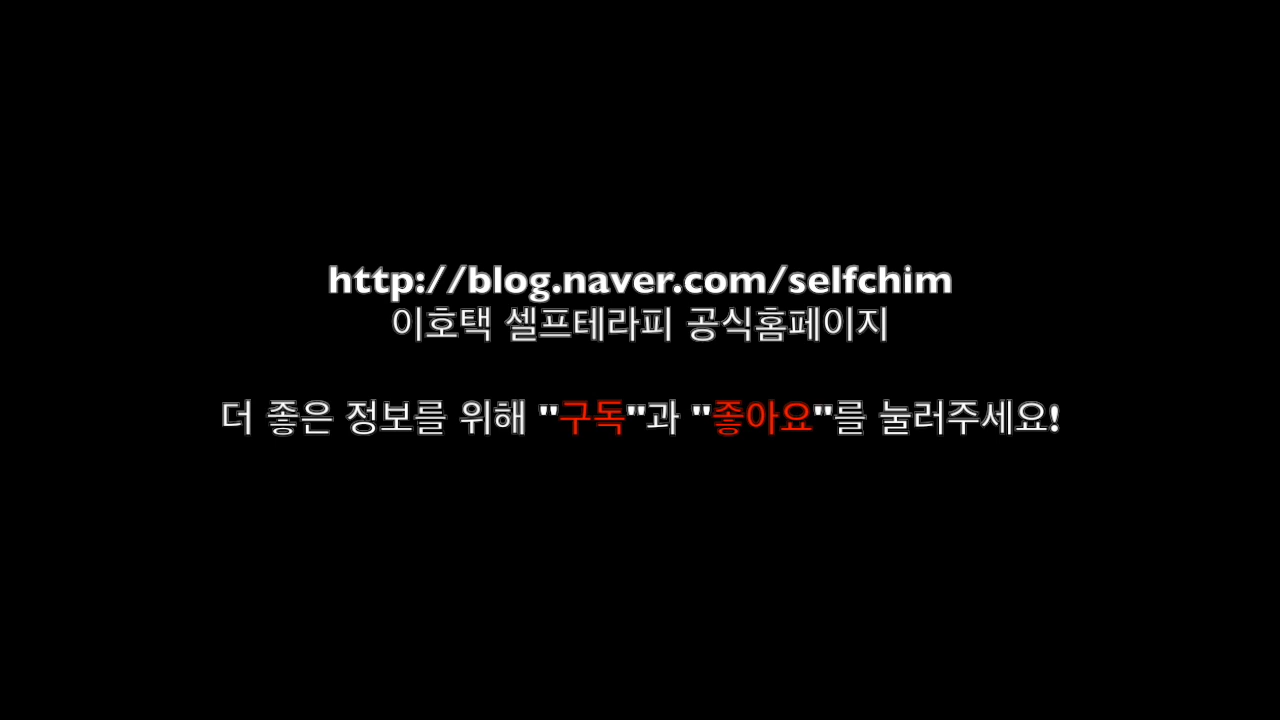 http://blog.naver.com/selfchim
이호택 셀프테라피 공식홈페이지
더 좋은 정보를 위해 "구독"과 "좋아요"를 눌러주세요!